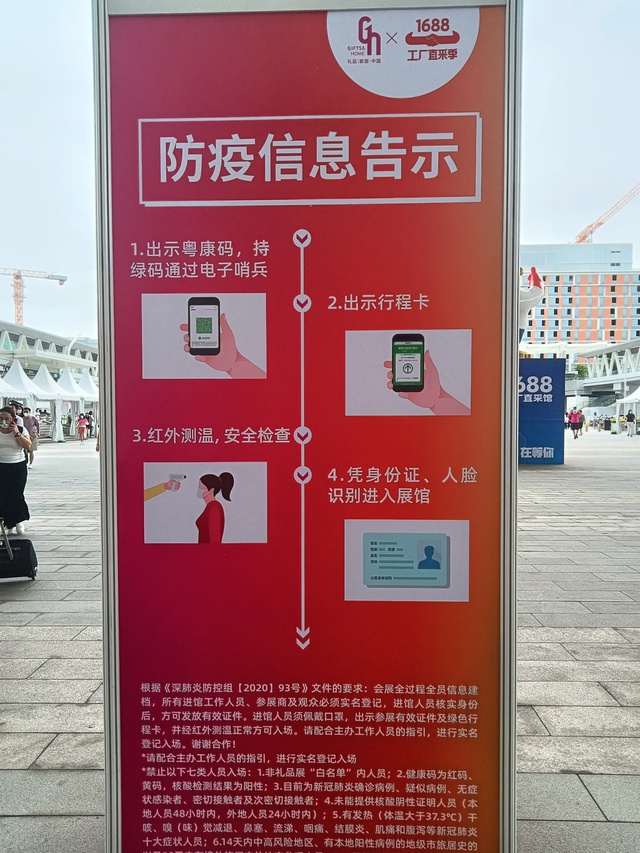 GIFTS&
HOME
礼品 家居·中国
×
1688
工厂直采季
防疫信息告示
1.出示粤康码，持
绿码通过电子哨兵
2.出示行程卡
3.红外测温，安全检查
4.凭身份证、人脸
识别进入展馆
根据《深肺炎防控组【2020】93号》文件的要求：会展全过程全员信息建
档，所有进馆工作人员、参展商及观众必须实名登记，进馆人员核实身份
后，方可发放有效证件。进馆人员须佩戴口罩，出示参展有效证件及绿色行
程卡，并经红外测温正常方可入场。请配合主办工作人员的指引，进行实名
登记入场。谢谢合作！
*请配合主办工作人员的指引，进行实名登记入场
*禁止以下七类人员入场：1.非礼品展“白名单”内人员；2.健康码为红码、
黄码，核酸检测结果为阳性；3.目前为新冠肺炎确诊病例、疑似病例、无症
状感染者、密切接触者及次密切接触者；4.未能提供核酸阴性证明人员（本
地人员48小时内，外地人员24小时内）；5.有发热（体温大于37.3℃）干
咳、嗅（味）觉减退、鼻塞、流涕、咽痛、结膜炎、肌痛和腹泻等新冠肺炎
十大症状人员；6.14天内中高风险地区、有本地阳性病例的地级市旅居史的
688
厂直采馆
在等你